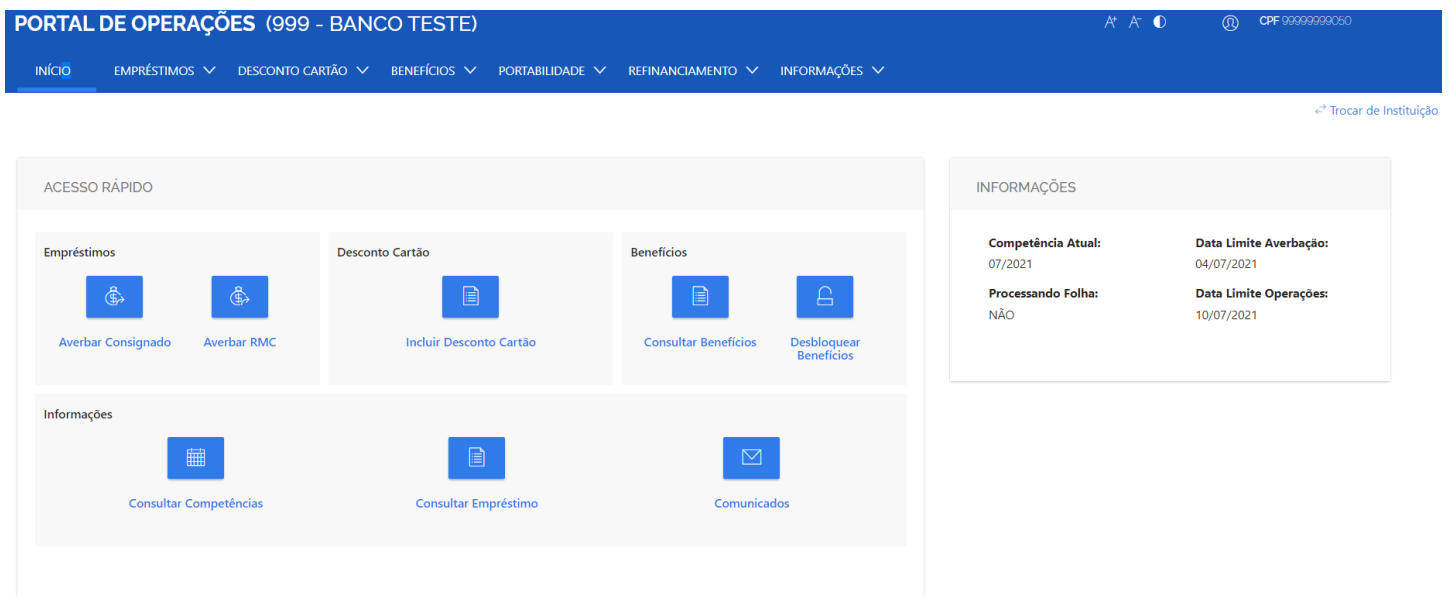 PORTAL DE OPERAÇÕES (999 - BANCO TESTE)
A+ A- CPF 99999999050
INÍCIO EMPRÉSTIMOS DESCONTO CARTÃO BENEFÍCIOS PORTABILIDADE REFINANCIAMENTO INFORMAÇÕES
Trocar de Instituição
ACESSO RÁPIDO
Empréstimos
Averbar Consignado
Averbar RMC
Desconto Cartão
Incluir Desconto Cartão
Benefícios
Consultar Benefícios
Desbloquear
Benefícios
Informações
Consultar Competências
Consultar Empréstimo
Comunicados
INFORMAÇÕES
Competência Atual:
07/2021
Data Limite Averbação:
04/07/2021
Processando Folha:
NÃO
Data Limite Operações:
10/07/2021